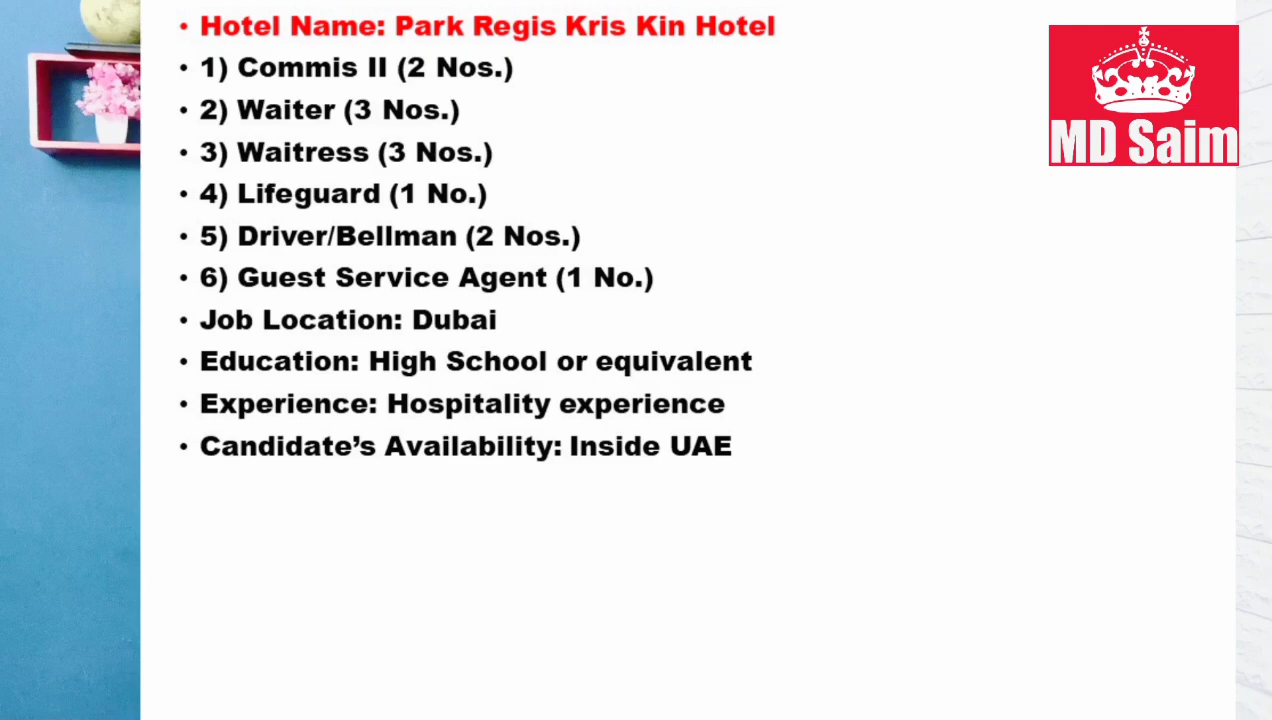 • Hotel Name: Park Regis Kris Kin Hotel
• 1) Commis II (2 Nos.)
• 2) Waiter (3 Nos.)
• 3) Waitress (3 Nos.)
• 4) Lifeguard (1 No.)
• 5) Driver/Bellman (2 Nos.)
• 6) Guest Service Agent (1 No.)
• Job Location: Dubai
• Education: High School or equivalent
• Experience: Hospitality experience
• Candidate’s Availability: Inside UAE
MD Saim